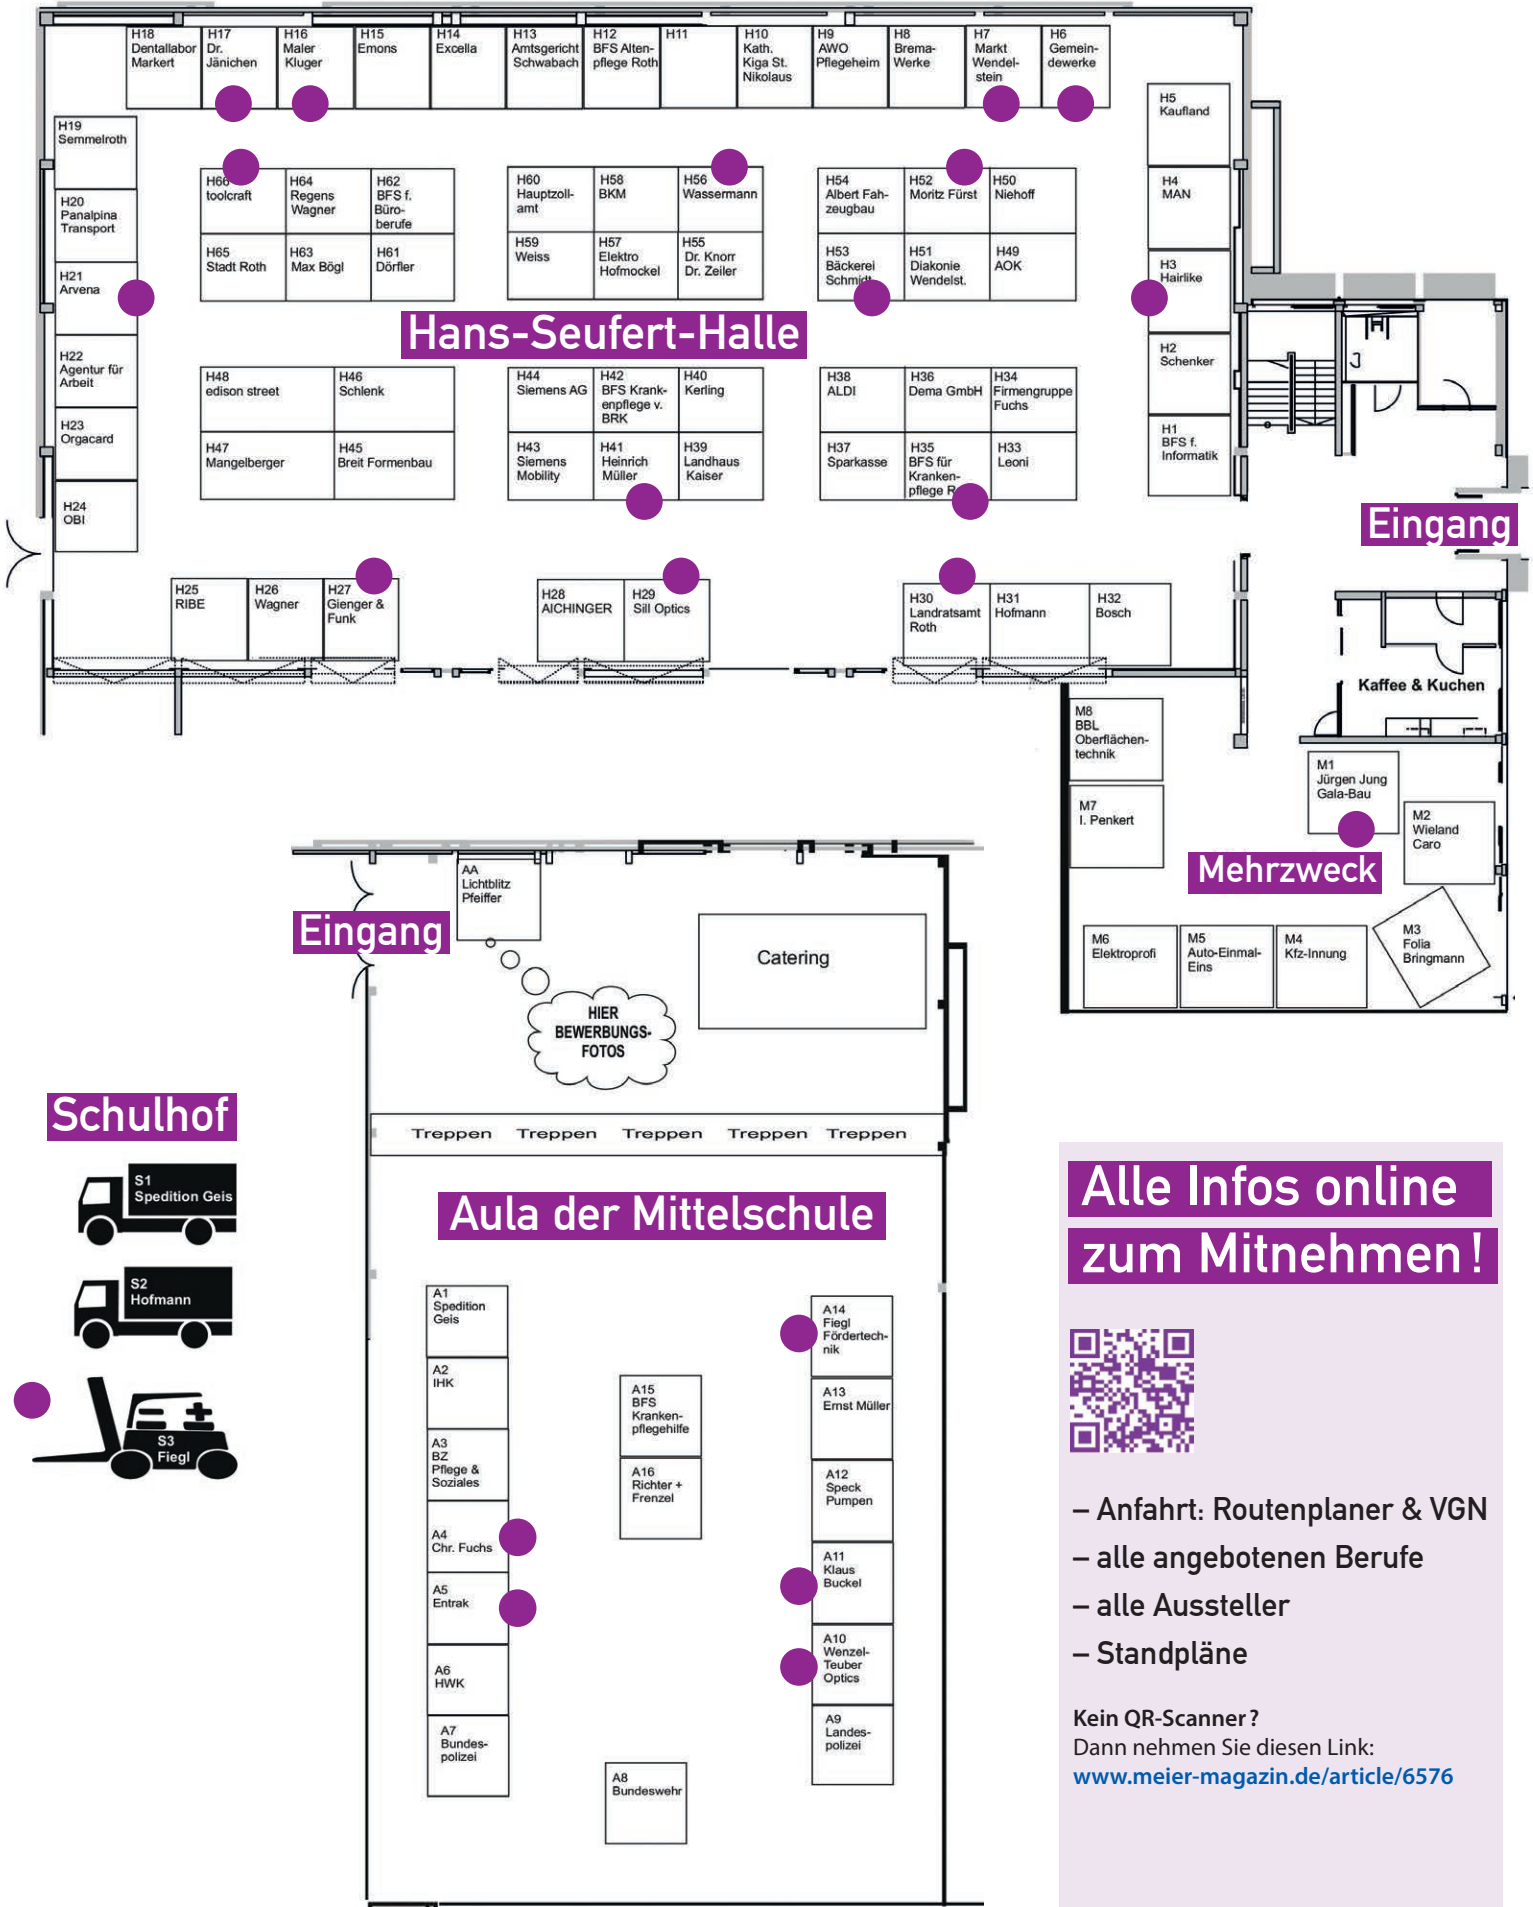 H18
Dentallabor
Markert
H17
Dr.
Jänichen
H16
Maler
Kluger
H15
Emons
H14
Excella
H13
Amtsgericht
Schwabach
H12
BFS Alten-
pflege Roth
H11
H10
Kath.
Kiga St.
Nikolaus
H9
AWO
Pflegeheim
H8
Brema-
Werke
H7
Markt
Wendel-
stein
H6
Gemein-
dewerke
H5
Kaufland
H4
MAN
H3
Hairlike
H2
Schenker
H1
BFS f.
Informatik
H19
Semmelroth
H20
Panalpina
Transport
H21
Arvena
H22
Agentur für
Arbeit
H23
Orgacard
H24
OBI
H66
toolcraft
H64
Regens
Wagner
H62
BFS f.
Büro-
berufe
H65
Stadt Roth
H63
Max Bögl
H61
Dörfler
H60
Hauptzoll-
amt
H58
BKM
H56
Wassermann
H59
Weiss
H57
Elektro
Hofmockel
H55
Dr. Knorr
Dr. Zeiler
H54
Albert Fah-
zeugbau
H52
Moritz Fürst
H50
Niehoff
H53
Bäckerei
Schmidt
H51
Diakonie
Wendelst.
H49
AOK
Hans-Seufert-Halle
H48
edison street
H46
Schlenk
H47
Mangelberger
H45
Breit Formenbau
H44
Siemens AG
H42
BFS Krank-
enpflege v.
BRK
H40
Kerling
H43
Siemens
Mobility
H41
Heinrich
Müller
H39
Landhaus
Kaiser
H38
ALDI
H36
Dema GmbH
H34
Firmengruppe
Fuchs
H37
Sparkasse
H35
BFS für
Kranken-
pflege R
H33
Leoni
Eingang
H25
RIBE
H26
Wagner
H27
Gienger &
Funk
H28
AICHINGER
H29
Sill Optics
H30
Landratsamt
Roth
H31
Hofmann
H32
Bosch
Kaffee & Kuchen
M8
BBL
Oberflächen-
technik
M7
I. Penkert
M1
Jürgen Jung
Gala-Bau
M2
Wieland
Caro
Mehrzweck
M6
Elektroprofi
M5
Auto-Einmal-
Eins
M4
Kfz-Innung
M3
Folia
Bringmann
AA
Lichtblitz
Pfeiffer
Eingang
Catering
HIER
BEWERBUNGS-
FOTOS
Treppen Treppen Treppen Treppen Treppen
Schulhof
S1
Spedition Geis
S2
Hofmann
S3
Fiegl
Aula der Mittelschule
A1
Spedition
Geis
A2
IHK
A3
BZ
Pflege &
Soziales
A4
Chr. Fuchs
A5
Entrak
A6
HWK
A7
Bundes-
polizei
A15
BFS
Kranken-
pflegehilfe
A16
Richter +
Frenzel
A8
Bundeswehr
A14
Fiegl
Fördertech-
nik
A13
Ernst Müller
A12
Speck
Pumpen
A11
Klaus
Buckel
A10
Wenzel-
Teuber
Optics
A9
Landes-
polizei
Alle Infos online
zum Mitnehmen!
– Anfahrt: Routenplaner & VGN
– alle angebotenen Berufe
– alle Aussteller
– Standpläne
Kein QR-Scanner?
Dann nehmen Sie diesen Link:
www.meier-magazin.de/article/6576